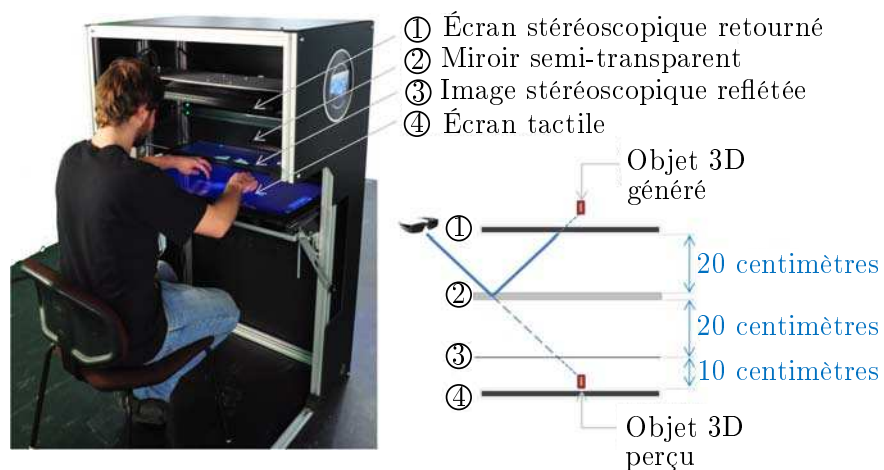 ① Écran stéréoscopique retourné
② Miroir semi-transparent
③ Image stéréoscopique reflétée
④ Écran tactile
Objet 3D
généré
①
20 centimètres
②
20 centimètres
③
10 centimètres
④
Objet 3D
perçu